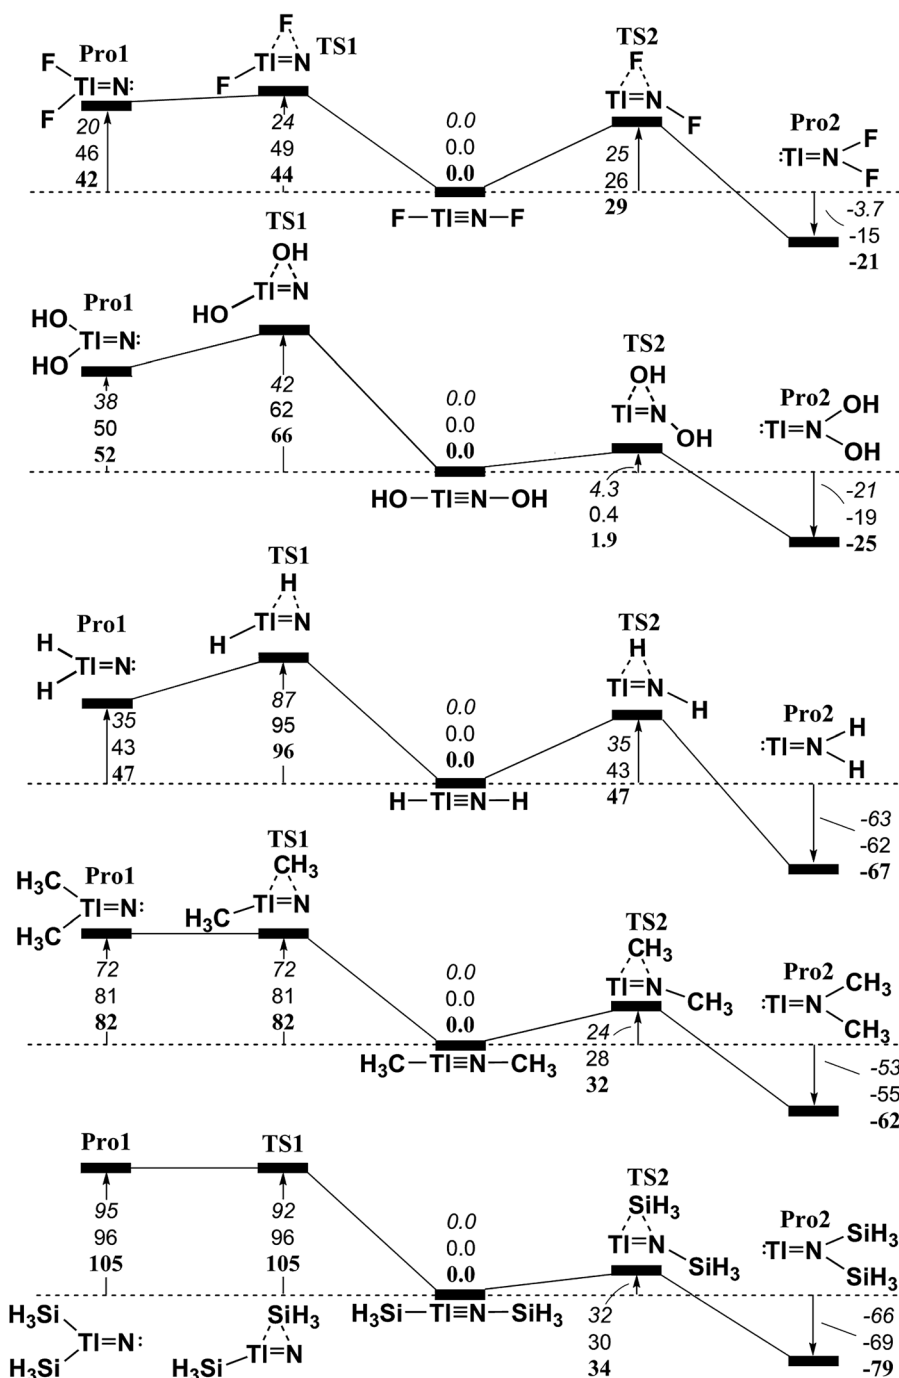 F
Pro1
F
Tl=N:
F
F
TS1
Tl=N
F
20
46
42
24
49
44
0.0
0.0
0.0
F—Tl≡N—F
TS2
F
Tl=N
F
25
26
29
Pro2
F
:Tl=N
F
-3.7
-15
-21
Pro1
HO
Tl=N:
HO
38
50
52
TS1
OH
Tl=N
HO
42
62
66
0.0
0.0
0.0
HO—Tl≡N—OH
TS2
OH
Tl=N
OH
4.3
0.4
1.9
Pro2
OH
:Tl=N
OH
-21
-19
-25
Pro1
H
Tl=N:
H
35
43
47
TS1
H
Tl=N
H
87
95
96
0.0
0.0
0.0
H—Tl≡N—H
TS2
H
Tl=N
H
35
43
47
Pro2
H
:Tl=N
H
-63
-62
-67
Pro1
H3C
Tl=N:
H3C
72
81
82
TS1
CH3
Tl=N
H3C
72
81
82
0.0
0.0
0.0
H3C—Tl≡N—CH3
TS2
CH3
Tl=N
CH3
24
28
32
Pro2
CH3
:Tl=N
CH3
-53
-55
-62
Pro1
95
96
105
H3Si
Tl=N:
H3Si
TS1
92
96
105
SiH3
Tl=N
H3Si
0.0
0.0
0.0
H3Si—Tl≡N—SiH3
TS2
SiH3
Tl=N
SiH3
32
30
34
Pro2
SiH3
:Tl=N
SiH3
-66
-69
-79